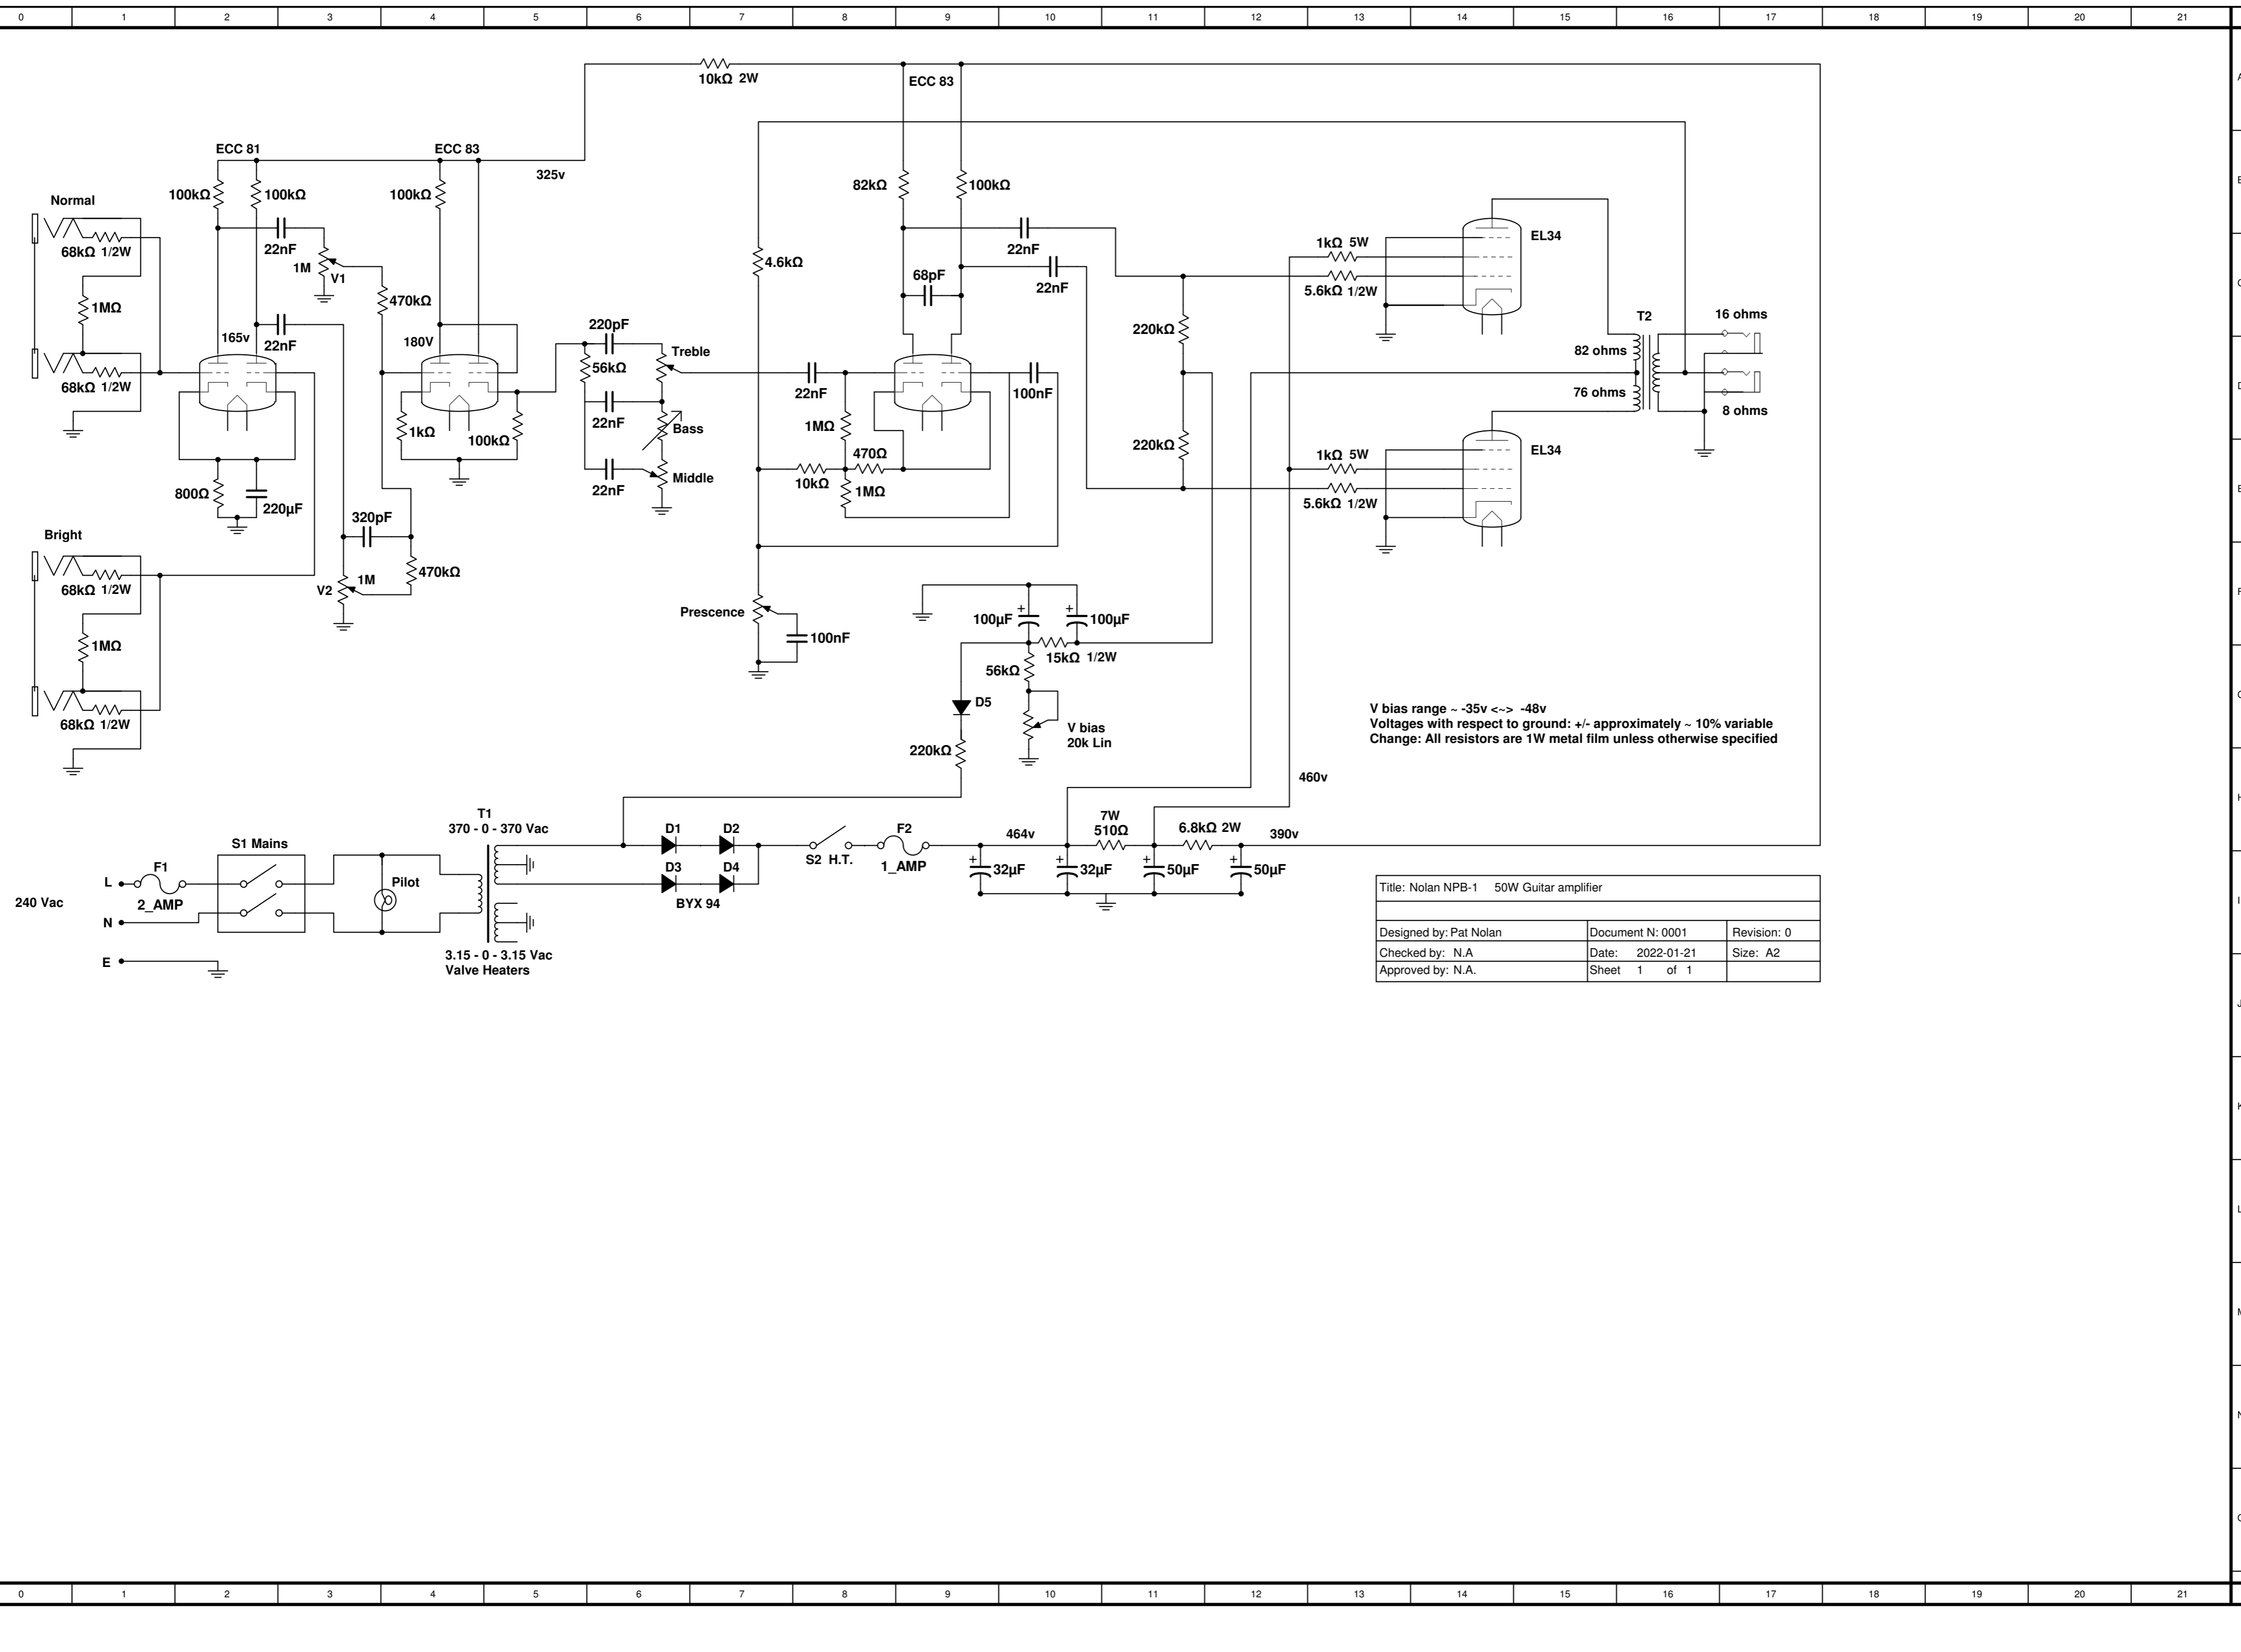 0 1 2 3 4 5 6 7 8 9 10 11 12 13 14 15 16 17 18 19 20 21
10kΩ 2W
ECC 83
A
ECC 81
ECC 83
325v
100kΩ
100kΩ
100kΩ
82kΩ
100kΩ
B
Normal
68kΩ 1/2W
22nF
1M
V1
470kΩ
4.6kΩ
22nF
68pF
22nF
1kΩ 5W
5.6kΩ 1/2W
EL34
C
1MΩ
165v
22nF
180V
220pF
Treble
56kΩ
220kΩ
T2
16 ohms
82 ohms
68kΩ 1/2W
22nF
100nF
76 ohms
8 ohms
D
1kΩ
100kΩ
22nF
Bass
1MΩ
470Ω
220kΩ
1kΩ 5W
EL34
800Ω
220µF
22nF
Middle
10kΩ
1MΩ
5.6kΩ 1/2W
E
320pF
Bright
68kΩ 1/2W
V2
1M
470kΩ
Prescence
100nF
100µF
+
+
100µF
15kΩ 1/2W
F
1MΩ
56kΩ
68kΩ 1/2W
D5
V bias
20k Lin
220kΩ
V bias range ~ -35v <~> -48v
Voltages with respect to ground: +/- approximately ~ 10% variable
Change: All resistors are 1W metal film unless otherwise specified
460v
H
T1
370 - 0 - 370 Vac
S1 Mains
D1
D2
F2
S2 H.T.
1_AMP
464v
7W
510Ω
6.8kΩ 2W
390v
F1
L
2_AMP
240 Vac
N
E
Pilot
D3
D4
BYX 94
+
32µF
+
32µF
+
50µF
+
50µF
3.15 - 0 - 3.15 Vac
Valve Heaters
I
Title: Nolan NPB-1 50W Guitar amplifier
Designed by: Pat Nolan Document N: 0001 Revision: 0
Checked by: N.A Date: 2022-01-21 Size: A2
Approved by: N.A. Sheet 1 of 1
J
K
L
M
N
0 1 2 3 4 5 6 7 8 9 10 11 12 13 14 15 16 17 18 19 20 21